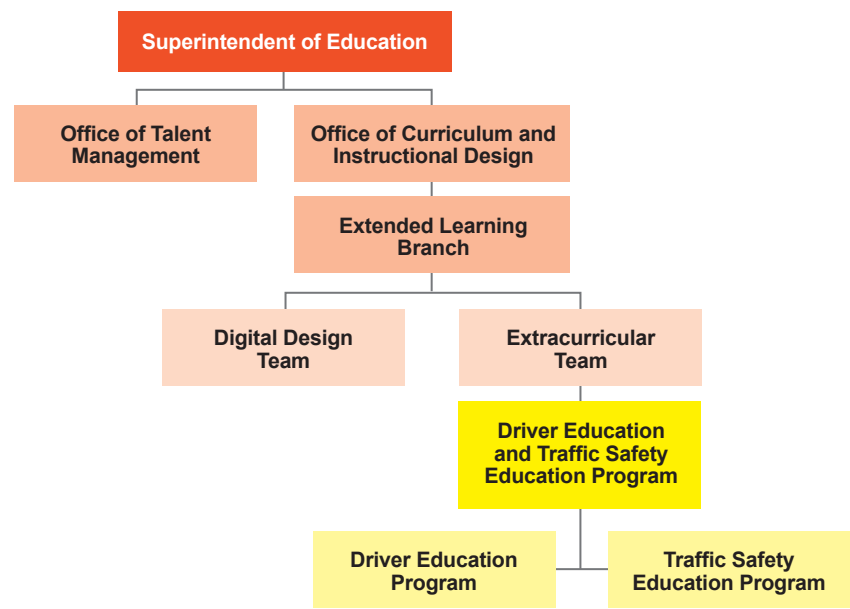 Superintendent of Education
Office of Talent
Management
Office of Curriculum and
Instructional Design
Extended Learning
Branch
Digital Design
Team
Extracurricular
Team
Driver Education
and Traffic Safety
Education Program
Driver Education
Program
Traffic Safety
Education Program